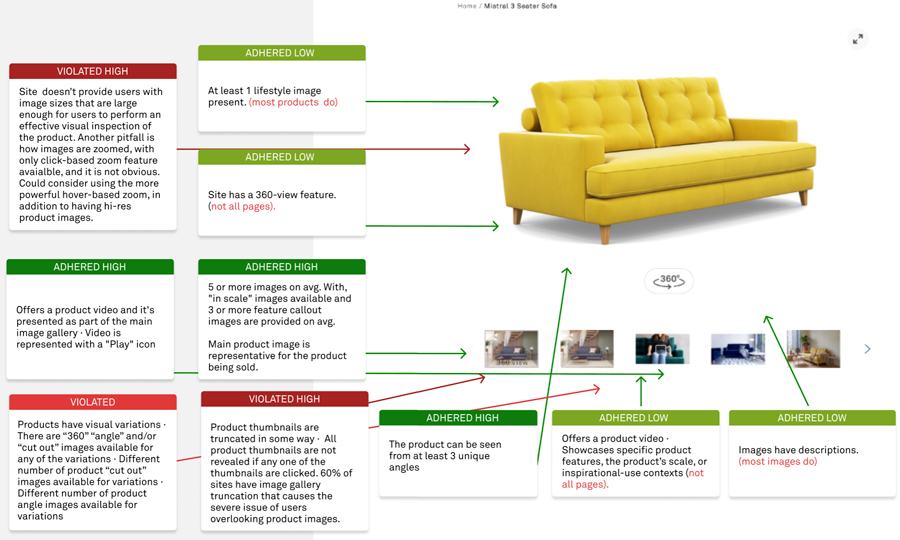 Home / Mistral 3 Seater Sofa
ADHERED LOW
At least 1 lifestyle image
present. (most products do)
VIOLATED HIGH
Site doesn't provide users with
image sizes that are large
enough for users to perform an
effective visual inspection of
the product. Another pitfall is
how images are zoomed, with
only click-based zoom feature
avaialble, and it is not obvious.
Could consider using the more
powerful hover-based zoom, in
addition to having hi-res
product images.
ADHERED LOW
Site has a 360-view feature.
(not all pages).
ADHERED HIGH
Offers a product video and it's
presented as part of the main
image gallery · Video is
represented with a "Play" icon
ADHERED HIGH
5 or more images on avg. With,
"in scale" images available and
3 or more feature callout
images are provided on avg.
Main product image is
representative for the product
being sold.
360°
360 VIEW
VIOLATED
Products have visual variations ·
There are “360” “angle” and/or
“cut out” images available for
any of the variations · Different
number of product “cut out”
images available for variations ·
Different number of product
angle images available for
variations
VIOLATED HIGH
Product thumbnails are
truncated in some way · All
product thumbnails are not
revealed if any one of the
thumbnails are clicked. 60% of
sites have image gallery
truncation that causes the
severe issue of users
overlooking product images.
ADHERED HIGH
The product can be seen
from at least 3 unique
angles
ADHERED LOW
Offers a product video ·
Showcases specific product
features, the product’s scale, or
inspirational-use contexts (not
all pages).
ADHERED LOW
Images have descriptions.
(most images do)